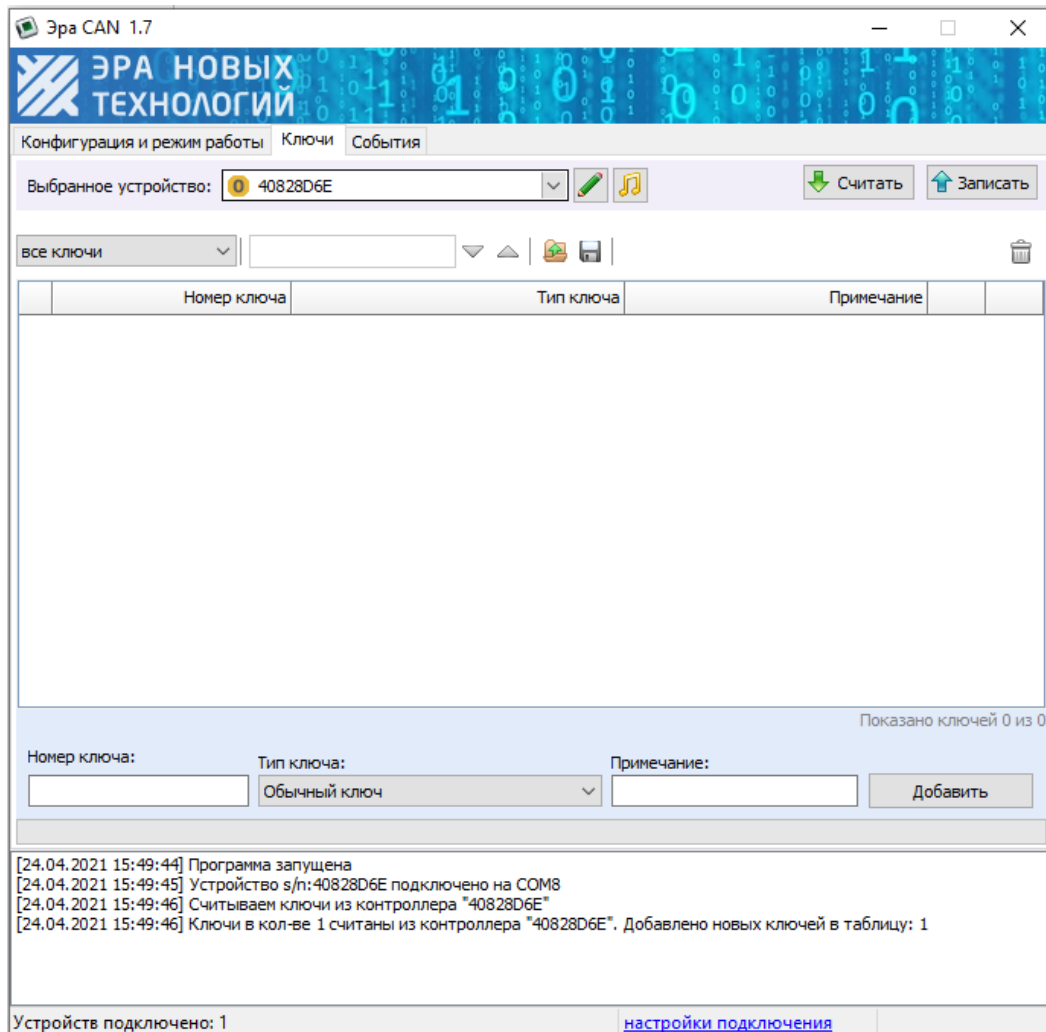 Эра CAN 1.7
ЭРА НОВЫХ
ТЕХНОЛОГИЙ
Конфигурация и режим работы Ключи События
Выбранное устройство: 0 40828D6E Считать Записать
все ключи
Номер ключа Тип ключа Примечание
Показано ключей 0 из 0
Номер ключа: Тип ключа: Примечание:
Обычный ключ Добавить
[24.04.2021 15:49:44] Программа запущена
[24.04.2021 15:49:45] Устройство s/n:40828D6E подключено на COM8
[24.04.2021 15:49:46] Считываем ключи из контроллера "40828D6E"
[24.04.2021 15:49:46] Ключи в кол-ве 1 считаны из контроллера "40828D6E". Добавлено новых ключей в таблицу: 1
Устройств подключено: 1 настройки подключения